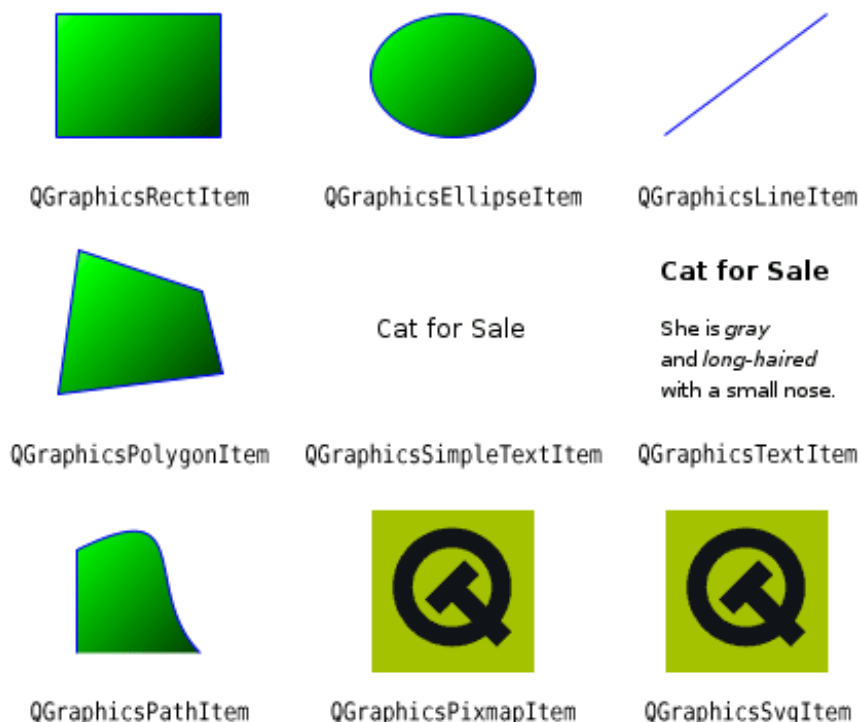 QGraphicsRectItem
QGraphicsEllipseItem
QGraphicsLineItem
Cat for Sale
Cat for Sale
She is gray
and long-haired
with a small nose.
QGraphicsPolygonItem
QGraphicsSimpleTextItem
QGraphicsTextItem
QGraphicsPathItem
QGraphicsPixmapItem
QGraphicsSvgItem